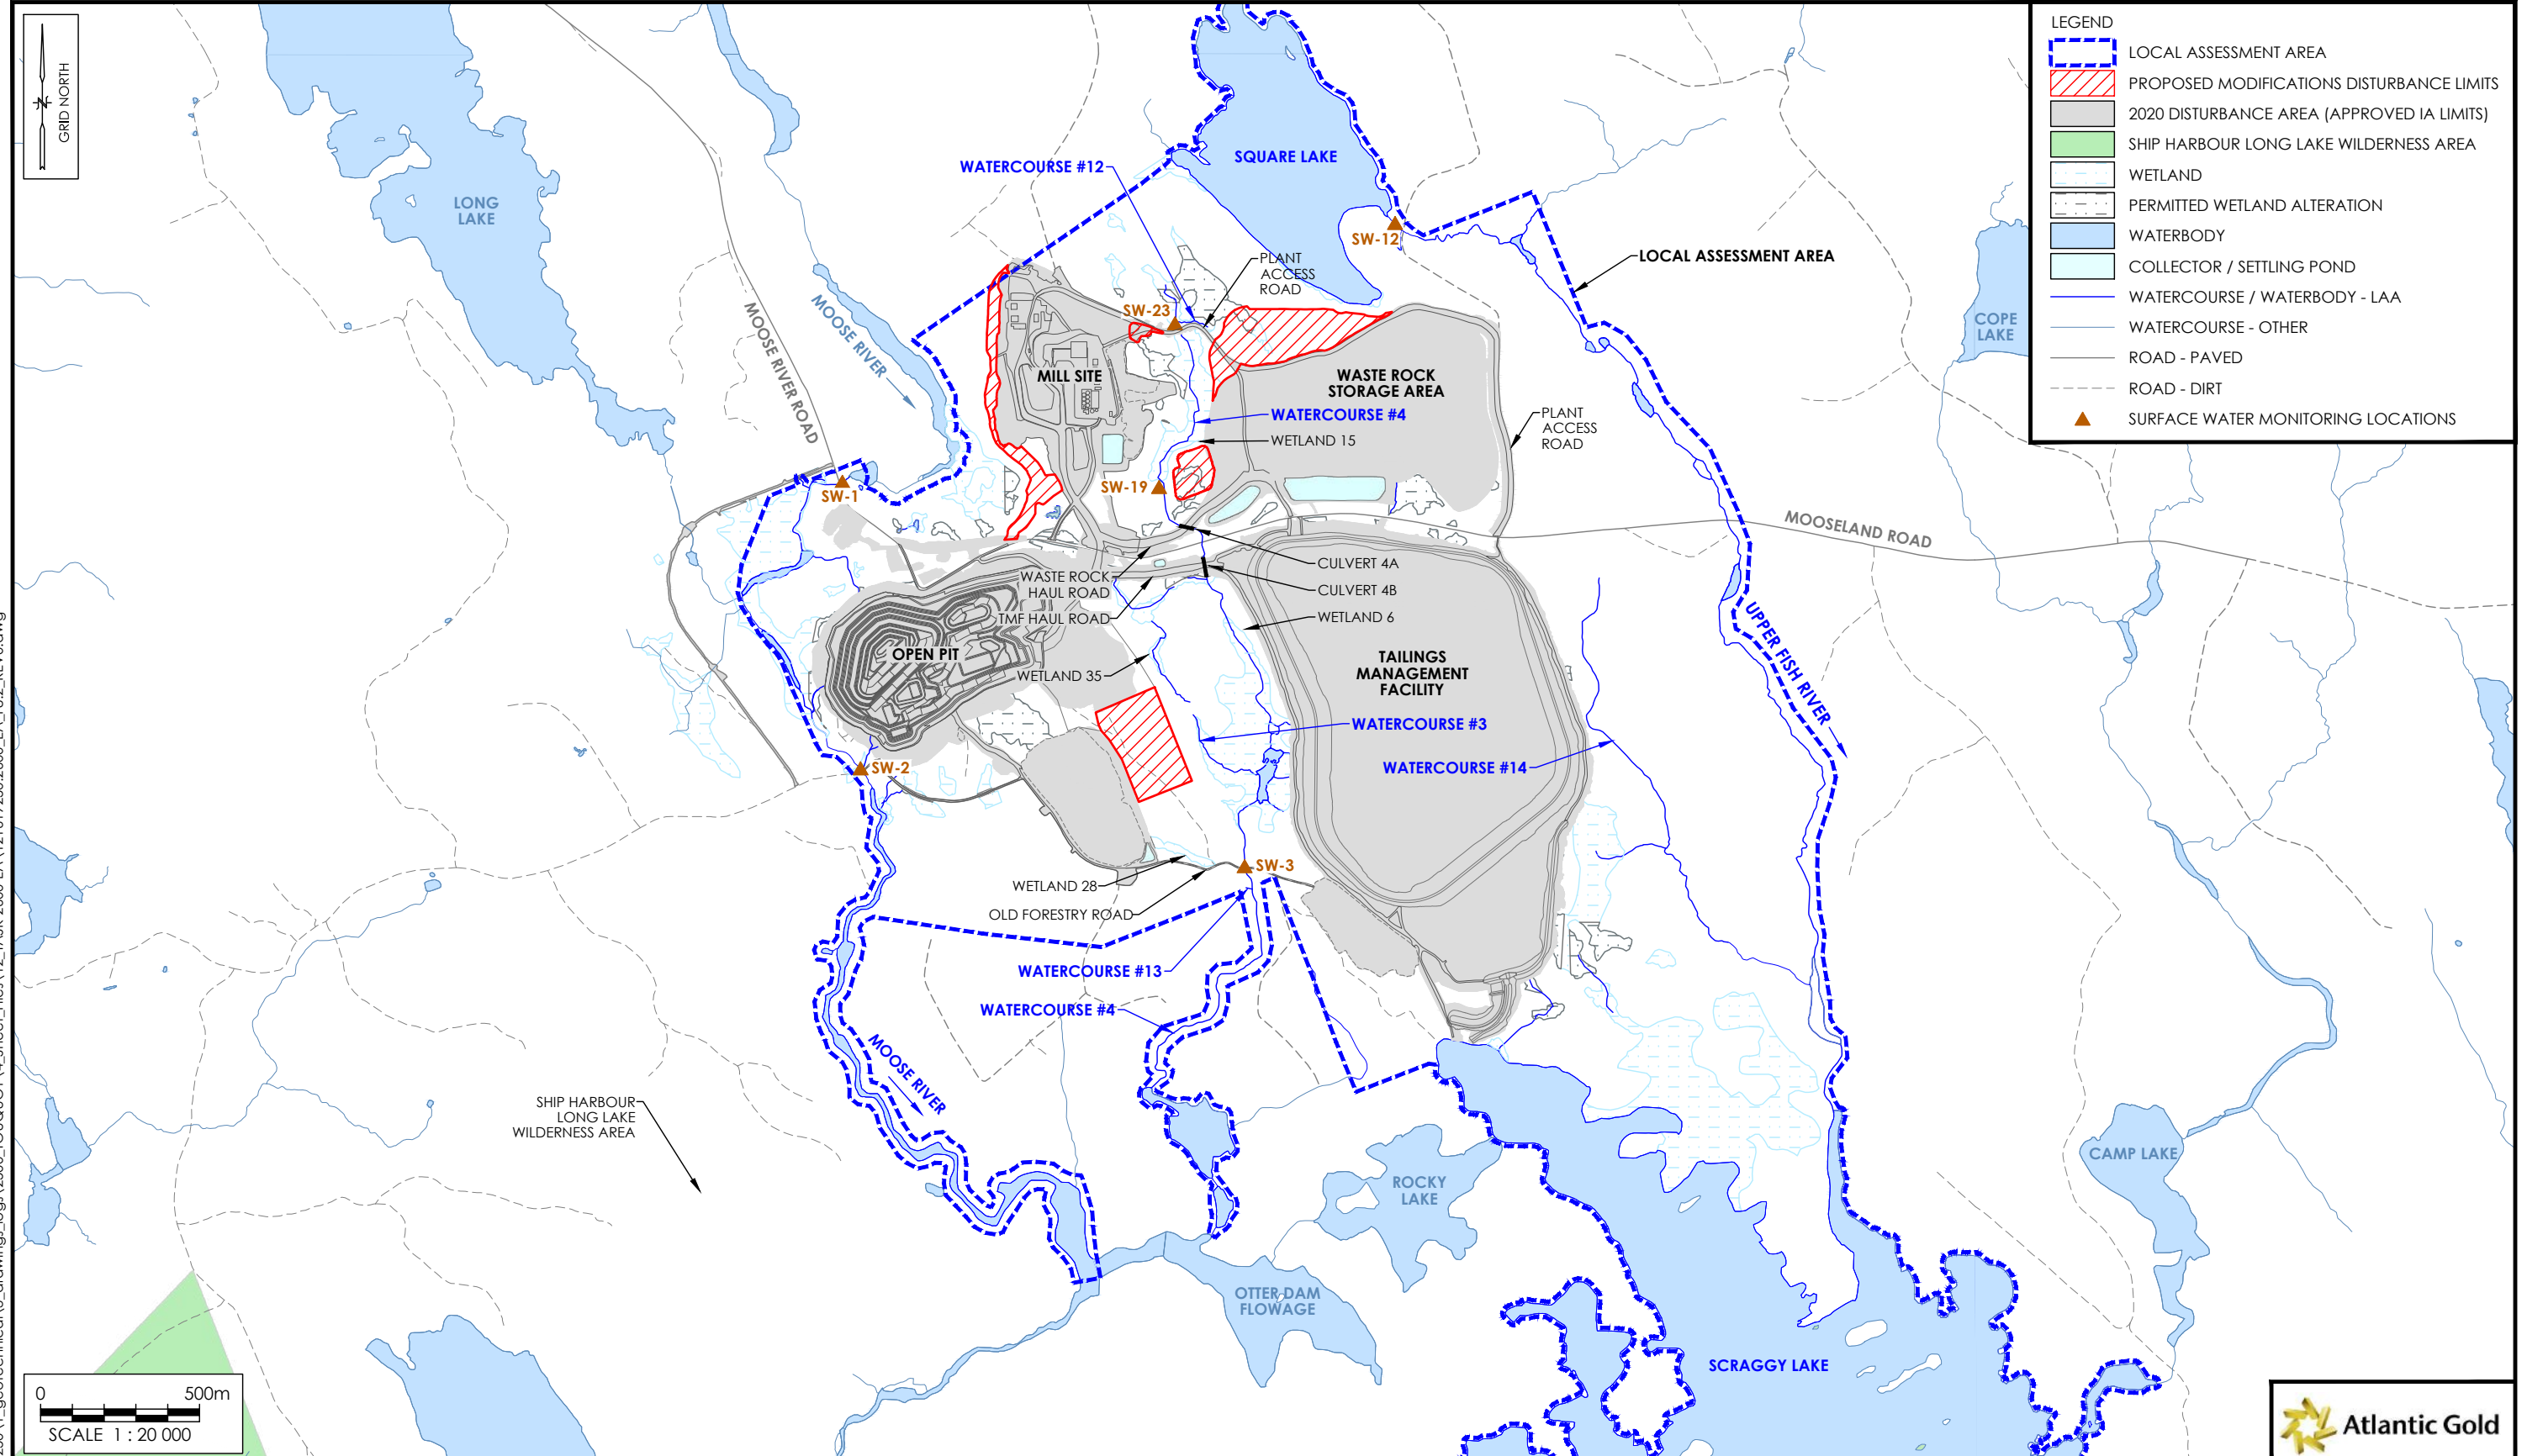 GRID NORTH
N
LEGEND
LOCAL ASSESSMENT AREA
PROPOSED MODIFICATIONS DISTURBANCE LIMITS
2020 DISTURBANCE AREA (APPROVED IA LIMITS)
SHIP HARBOUR LONG LAKE WILDERNESS AREA
WETLAND
PERMITTED WETLAND ALTERATION
WATERBODY
COLLECTOR / SETTLING POND
WATERCOURSE / WATERBODY - LAA
WATERCOURSE - OTHER
ROAD - PAVED
ROAD - DIRT
SURFACE WATER MONITORING LOCATIONS
SQUARE LAKE
WATERCOURSE #12
LONG
LAKE
SW-12
LOCAL ASSESSMENT AREA
PLANT
ACCESS
ROAD
MOOSE RIVER
MOOSE RIVER ROAD
SW-23
COPE
LAKE
MILL SITE
WASTE ROCK
STORAGE AREA
WATERCOURSE #4
WETLAND 15
PLANT
ACCESS
ROAD
SW-1
SW-19
MOOSELAND ROAD
CULVERT 4A
CULVERT 4B
WETLAND 6
WASTE ROCK
HAUL ROAD
TMF HAUL ROAD
OPEN PIT
WETLAND 35
TAILINGS
MANAGEMENT
FACILITY
UPPER FISH RIVER
WATERCOURSE #3
WATERCOURSE #14
SW-2
SW-3
WETLAND 28
OLD FORESTRY ROAD
WATERCOURSE #13
WATERCOURSE #4
MOOSE RIVER
SHIP HARBOUR
LONG LAKE
WILDERNESS AREA
CAMP LAKE
ROCKY
LAKE
OTTER DAM
FLOWAGE
SCRAGGY LAKE
0 500m
SCALE 1 : 20 000
Atlantic Gold